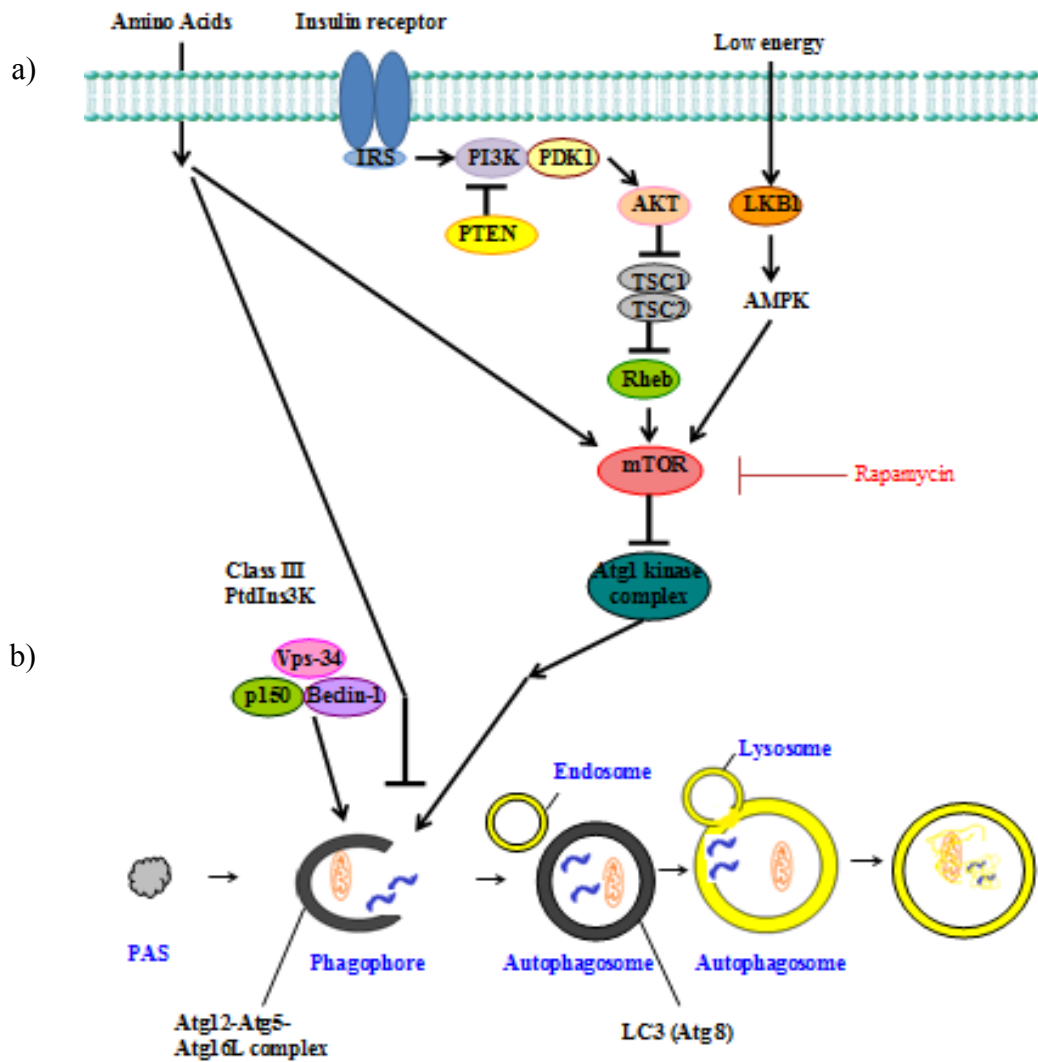 Amino Acids
Insulin receptor
Low energy
a)
IRS
PI3K
PDK1
AKT
LKB1
PTEN
TSC1
TSC2
AMPK
Rheb
mTOR
Rapamycin
Class III
PtdIns3K
Atg1 kinase
complex
b)
Vps-34
p150
Beclin-1
Endosome
Lysosome
PAS
Phagophore
Autophagosome
Autophagosome
Atg12-Atg5-
Atg16L complex
LC3 (Atg8)